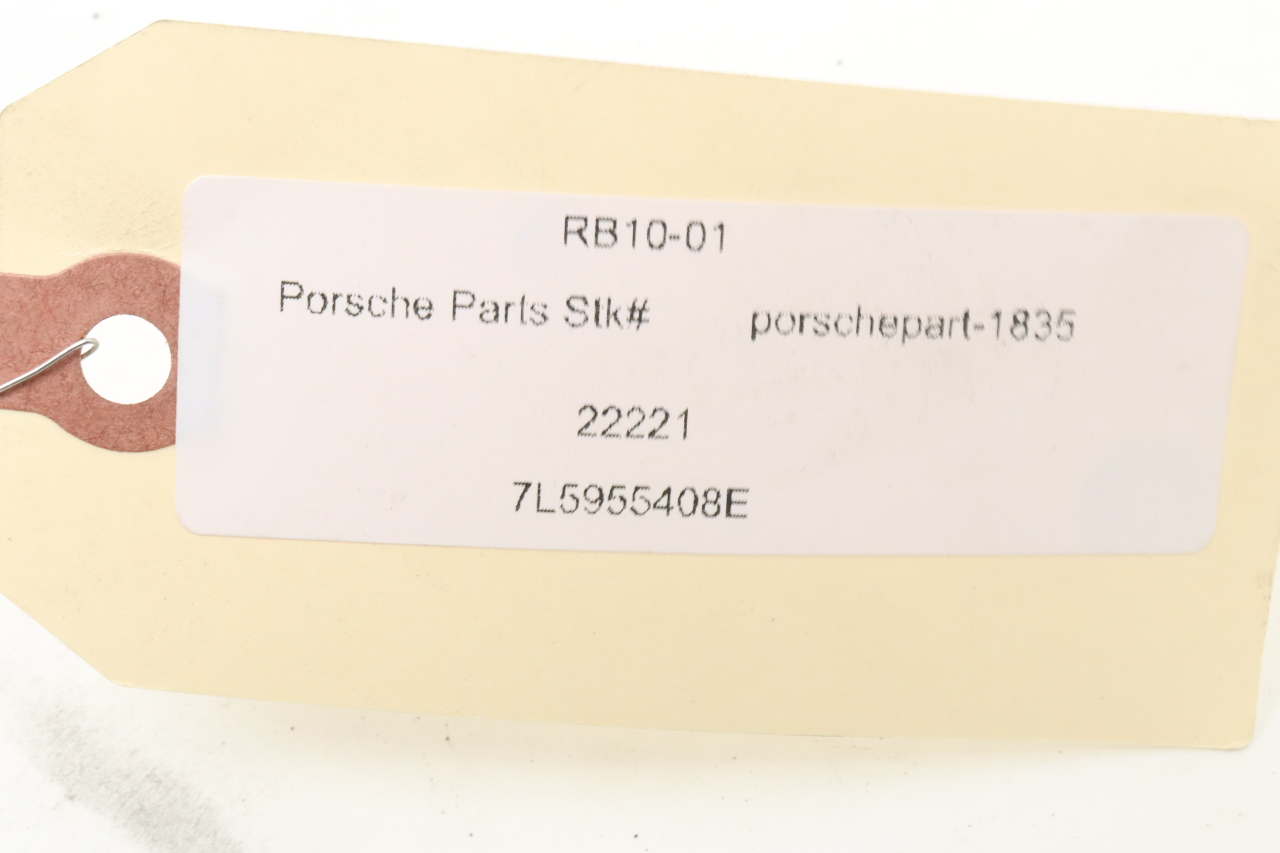 RB10-01
Porsche Parts Stk# porschepart-1835
22221
7L5955408E